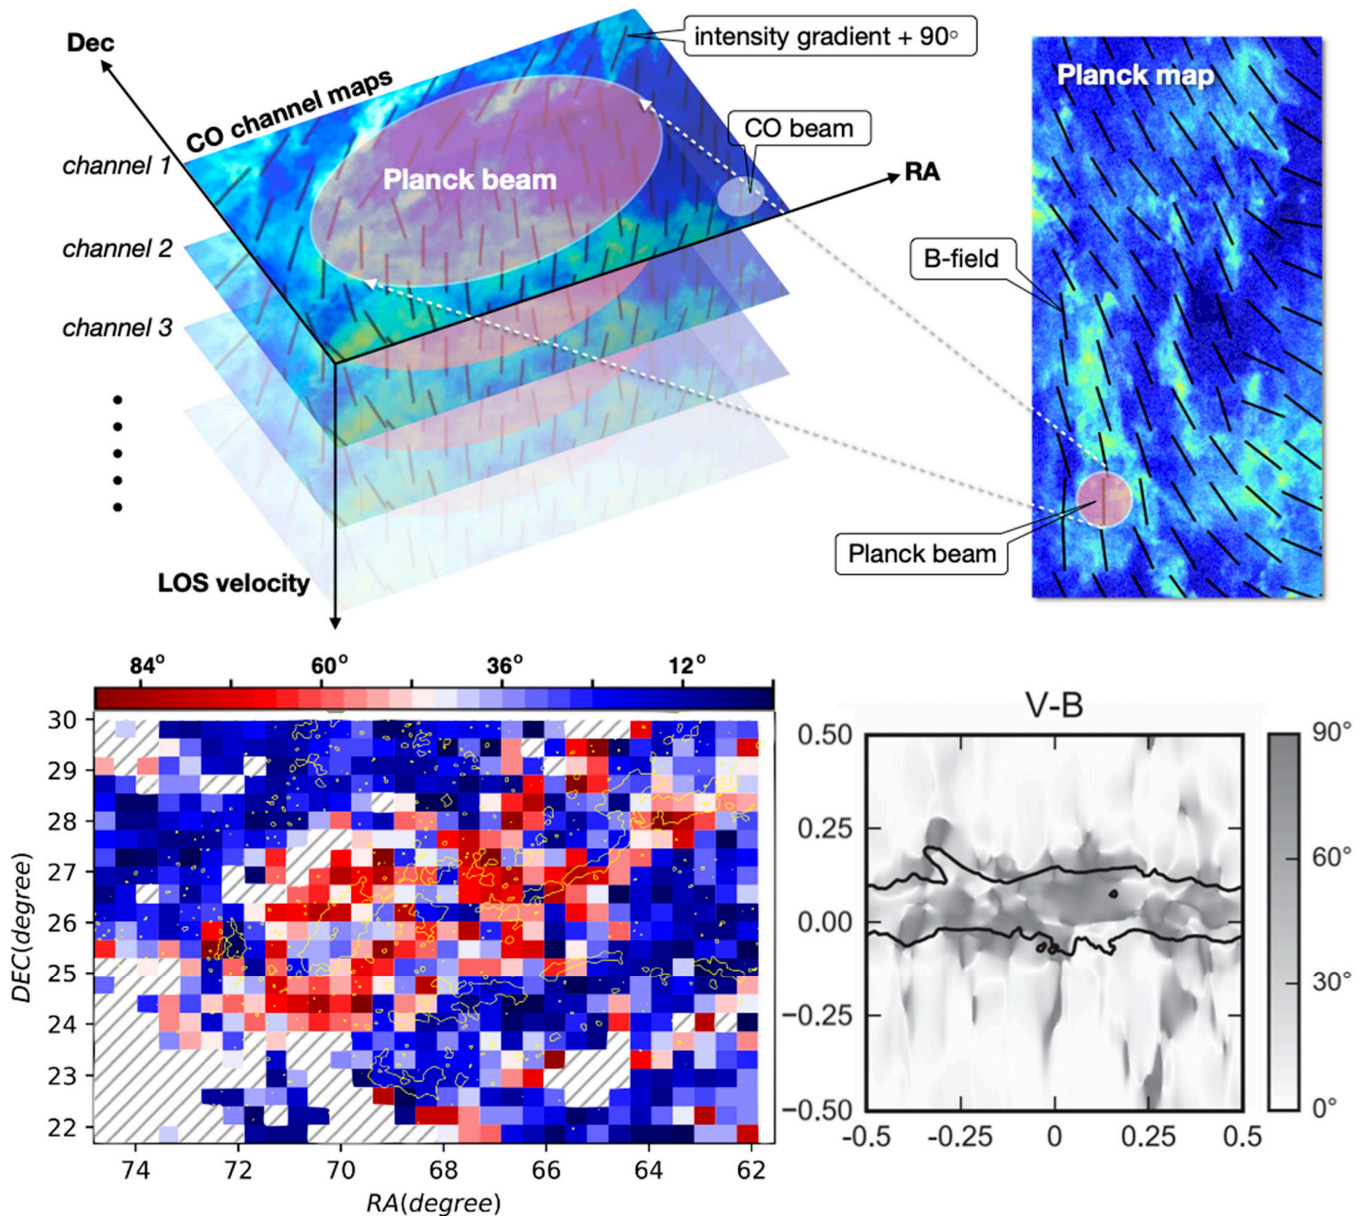 Dec
intensity gradient + 90°
Planck map
CO channel maps
CO beam
channel 1
RA
Planck beam
channel 2
B-field
channel 3
Planck beam
LOS velocity
84° 60° 36° 12°
V-B
30
29
28
27
26
25
24
23
22
DEC(degree)
74 72 70 68 66 64 62
RA(degree)
0.50
0.25
0.00
−0.25
−0.50
-0.5 -0.25 0 0.25 0.5
90°
60°
30°
0°